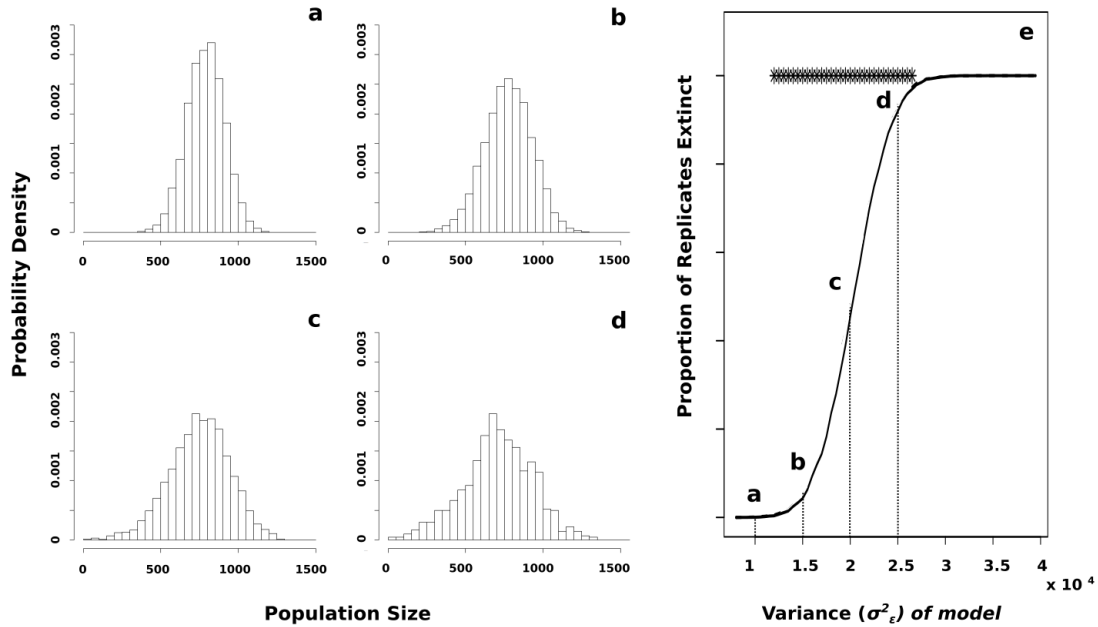 a
0.003
0.002
0.001
0
0 500 1000 1500
b
0.003
0.002
0.001
0
0 500 1000 1500
c
0.003
0.002
0.001
0
0 500 1000 1500
d
0.003
0.002
0.001
0
0 500 1000 1500
Probability Density
Population Size
e
Proportion of Replicates Extinct
a
b
c
d
1 1.5 2 2.5 3 3.5 4
x 10 4
Variance (σ²ε) of model